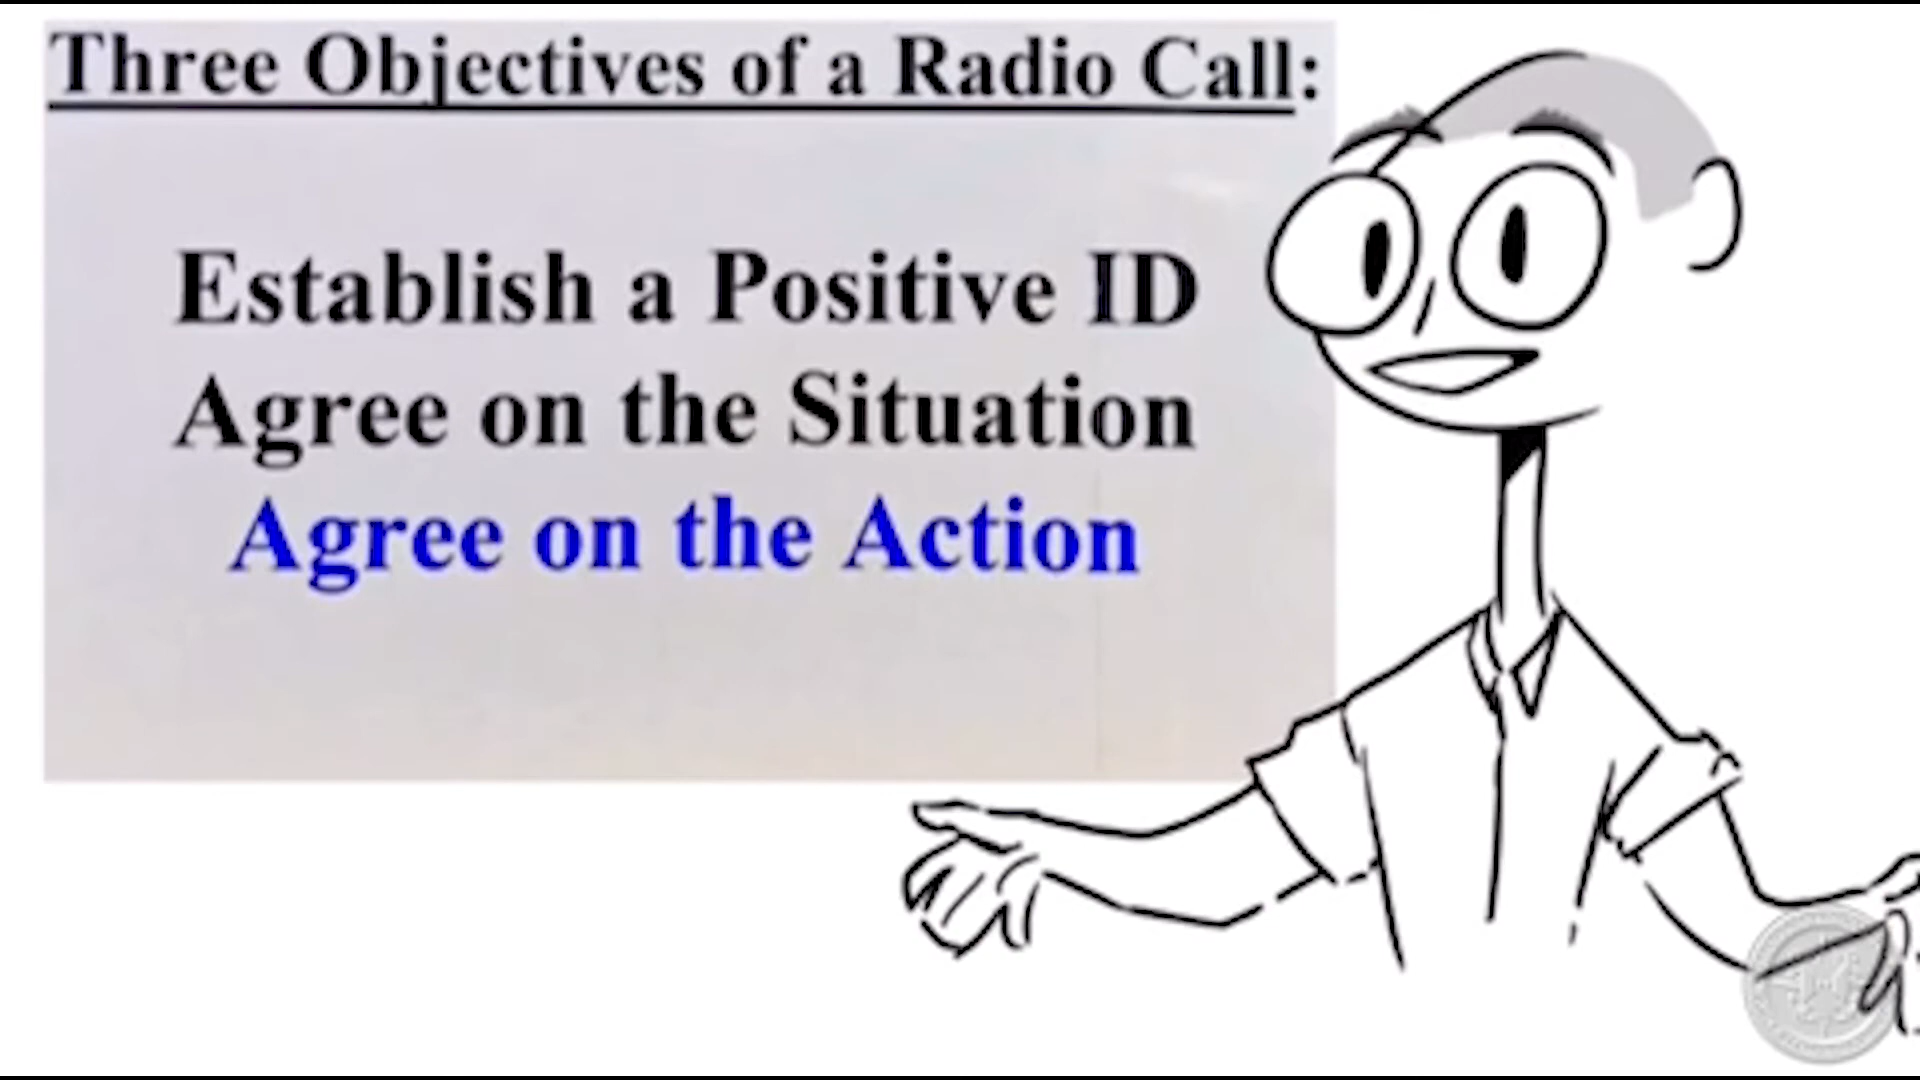 Three Objectives of a Radio Call:
Establish a Positive ID
Agree on the Situation
Agree on the Action